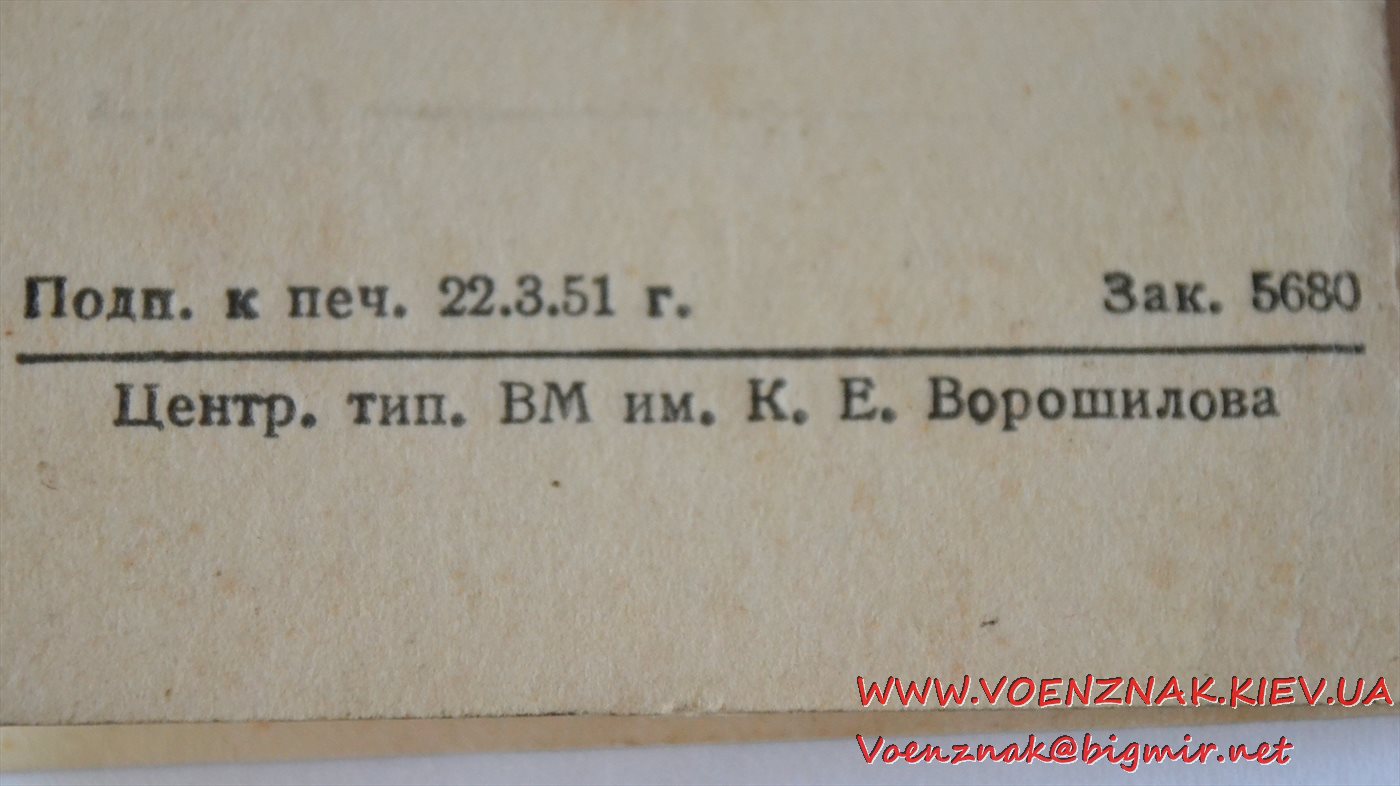 Подп. к печ. 22.3.51 г. Зак. 5680
Центр. тип. ВМ им. К. Е. Ворошилова
WWW.VOENZNAK.KIEV.UA
Voenznak@bigmir.net